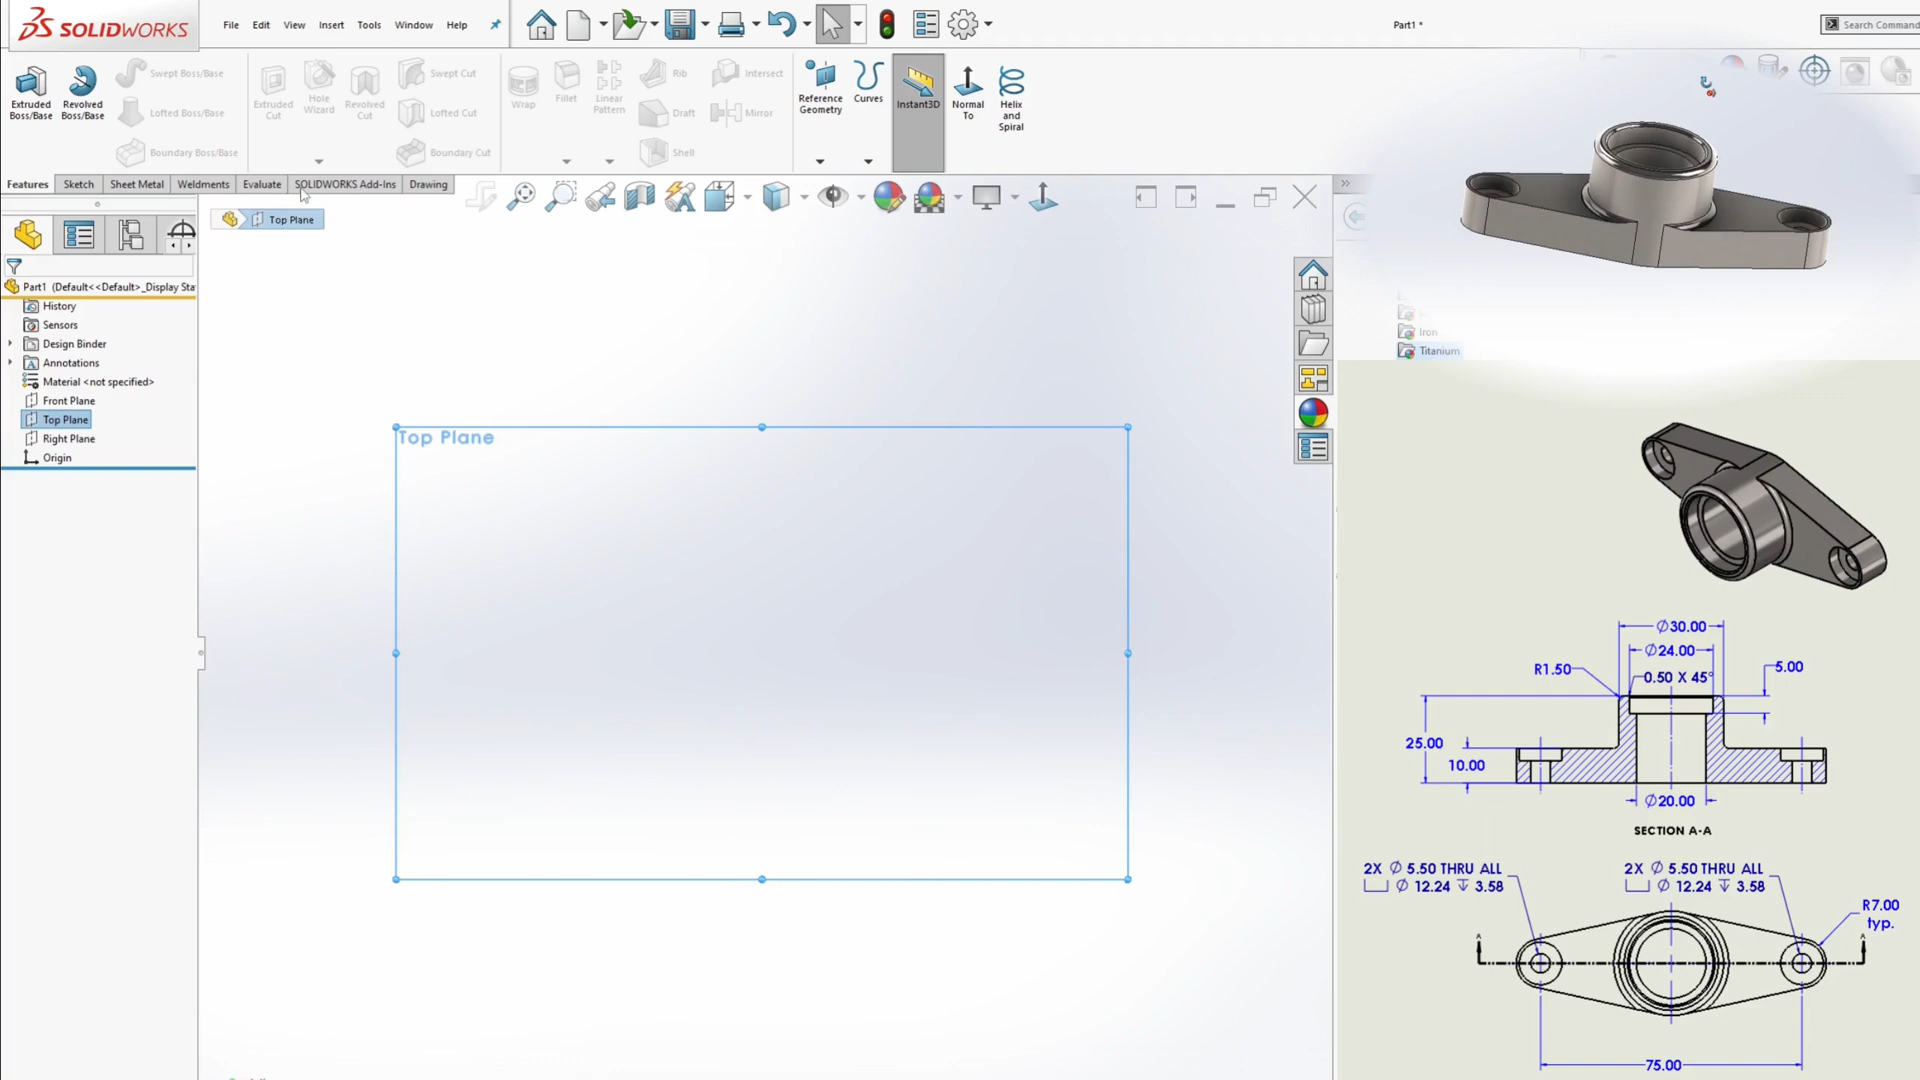 SOLIDWORKS
File Edit View Insert Tools Window Help
Part1 *
Search Command
Extruded Boss/Base
Revolved Boss/Base
Swept Boss/Base
Lofted Boss/Base
Boundary Boss/Base
Extruded Cut
Hole Wizard
Revolved Cut
Swept Cut
Lofted Cut
Boundary Cut
Wrap
Fillet
Linear Pattern
Rib
Draft
Shell
Intersect
Mirror
Reference Geometry
Curves
Instant3D
Normal To
Helix and Spiral
Features Sketch Sheet Metal Weldments Evaluate SOLIDWORKS Add-Ins Drawing
Top Plane
Part1 (Default<<Default>_Display Sta
History
Sensors
Design Binder
Annotations
Material <not specified>
Front Plane
Top Plane
Right Plane
Origin
Top Plane
Iron
Titanium
Ø30.00
Ø24.00
R1.50
0.50 X 45°
5.00
25.00
10.00
Ø20.00
SECTION A-A
2X Ø 5.50 THRU ALL
⌴ Ø 12.24 ↧ 3.58
2X Ø 5.50 THRU ALL
⌴ Ø 12.24 ↧ 3.58
R7.00
typ.
A
A
75.00